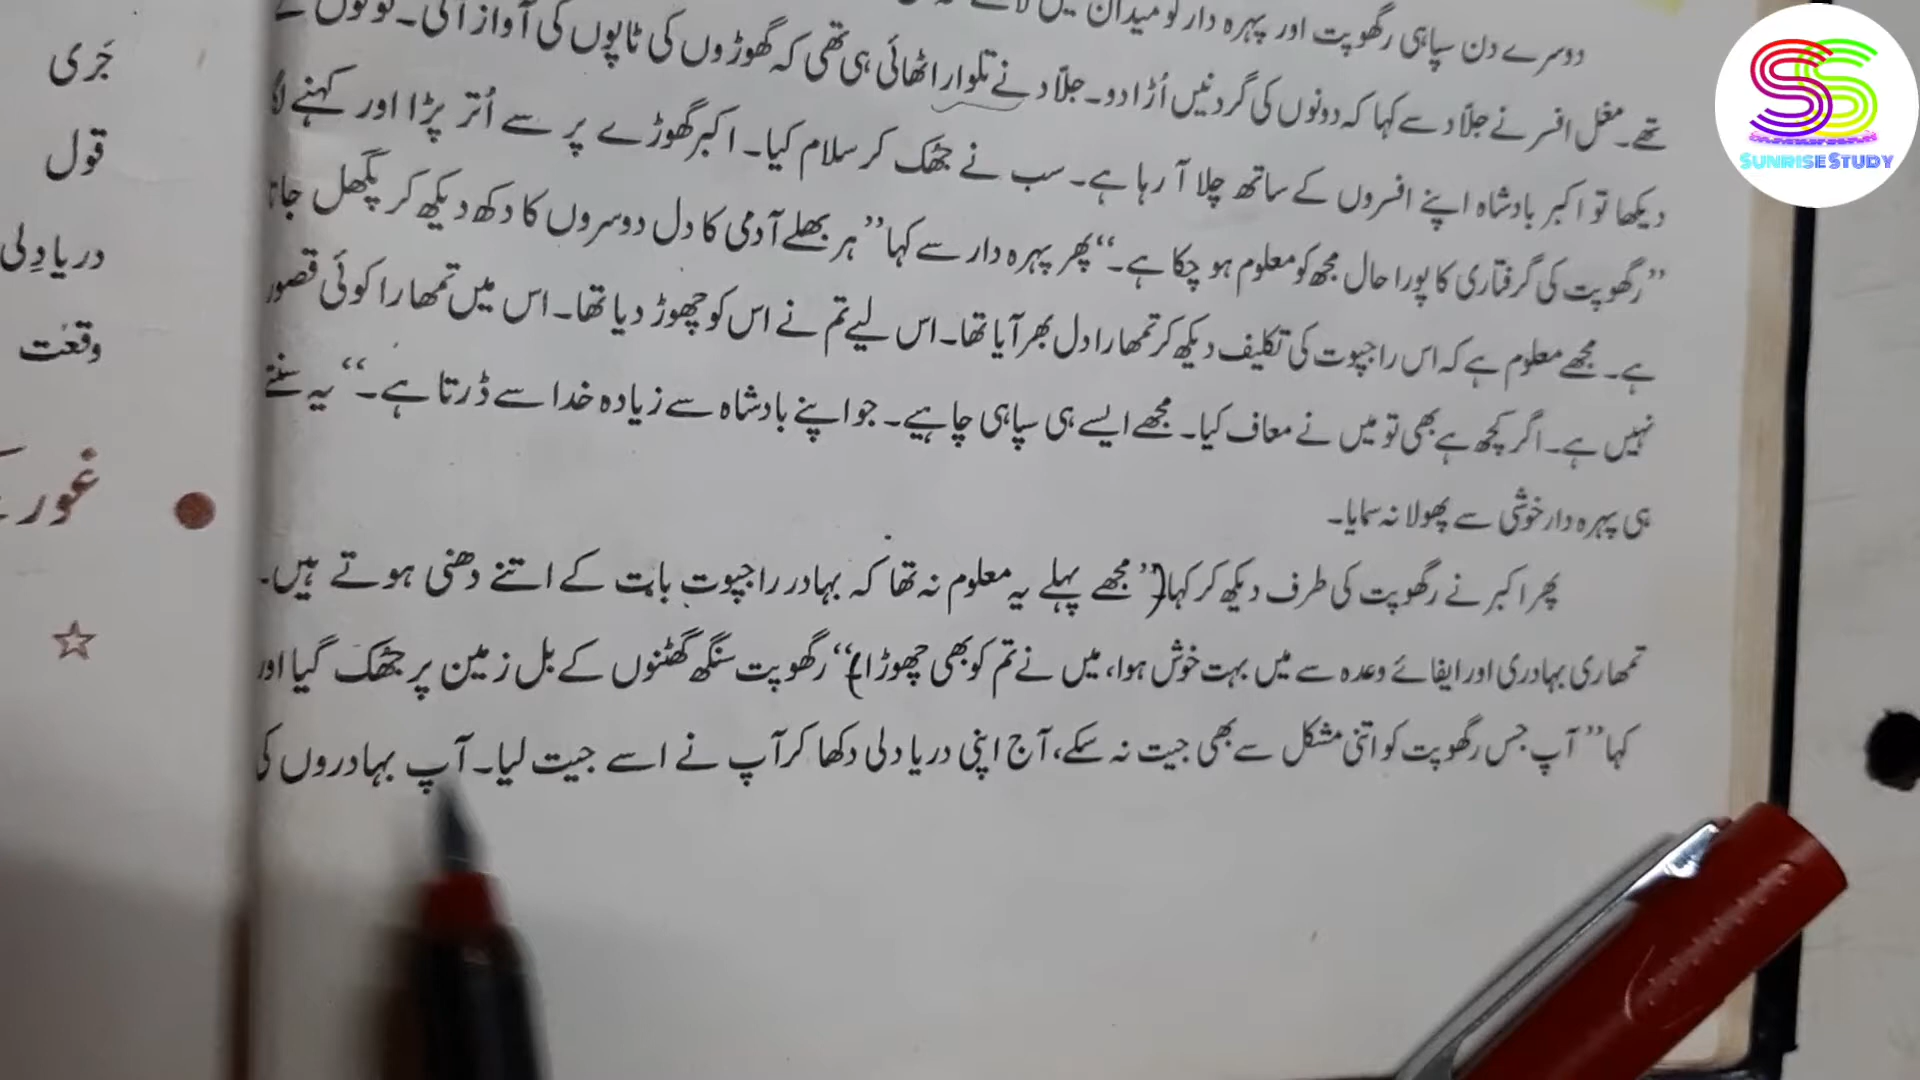 دوسرے دن سپاہی رگھوپت اور پہرہ دار کو میدان میں
تھے۔ مغل افسر نے جلّاد سے کہا کہ دونوں کی گردنیں اُڑا دو۔ جلّاد نے تلوار اٹھائی ہی تھی کہ گھوڑوں کی ٹاپوں کی آواز آئی۔
دیکھا تو اکبر بادشاہ اپنے افسروں کے ساتھ چلا آ رہا ہے۔ سب نے جھک کر سلام کیا۔ اکبر گھوڑے پر سے اُتر پڑا اور کہنے لگا
”رگھوپت کی گرفتاری کا پورا حال مجھ کو معلوم ہو چکا ہے۔“ پھر پہرہ دار سے کہا ”ہر بھلے آدمی کا دل دوسروں کا دکھ دیکھ کر پگھل جاتا
ہے۔ مجھے معلوم ہے کہ اس راجپوت کی تکلیف دیکھ کر تمھارا دل بھر آیا تھا۔ اس لیے تم نے اس کو چھوڑ دیا تھا۔ اس میں تمھارا کوئی قصور
نہیں ہے۔ اگر کچھ ہے بھی تو میں نے معاف کیا۔ مجھے ایسے ہی سپاہی چاہیے۔ جو اپنے بادشاہ سے زیادہ خدا سے ڈرتا ہے۔“ یہ سنتے
ہی پہرہ دار خوشی سے پھولا نہ سمایا۔
پھر اکبر نے رگھوپت کی طرف دیکھ کر کہا (”مجھے پہلے یہ معلوم نہ تھا کہ بہادر راجپوت بات کے اتنے دھنی ہوتے ہیں۔
تمھاری بہادری اور ایفائے وعدہ سے میں بہت خوش ہوا، میں نے تم کو بھی چھوڑا)“ رگھوپت سنگھ گھٹنوں کے بل زمین پر جھک گیا اور
کہا ”آپ جس رگھوپت کو اتنی مشکل سے بھی جیت نہ سکے، آج اپنی دریا دلی دکھا کر آپ نے اسے جیت لیا۔ آپ بہادروں کی
جَری
قول
دریا دِلی
وقعَت
غور
SS
SUNRISE STUDY